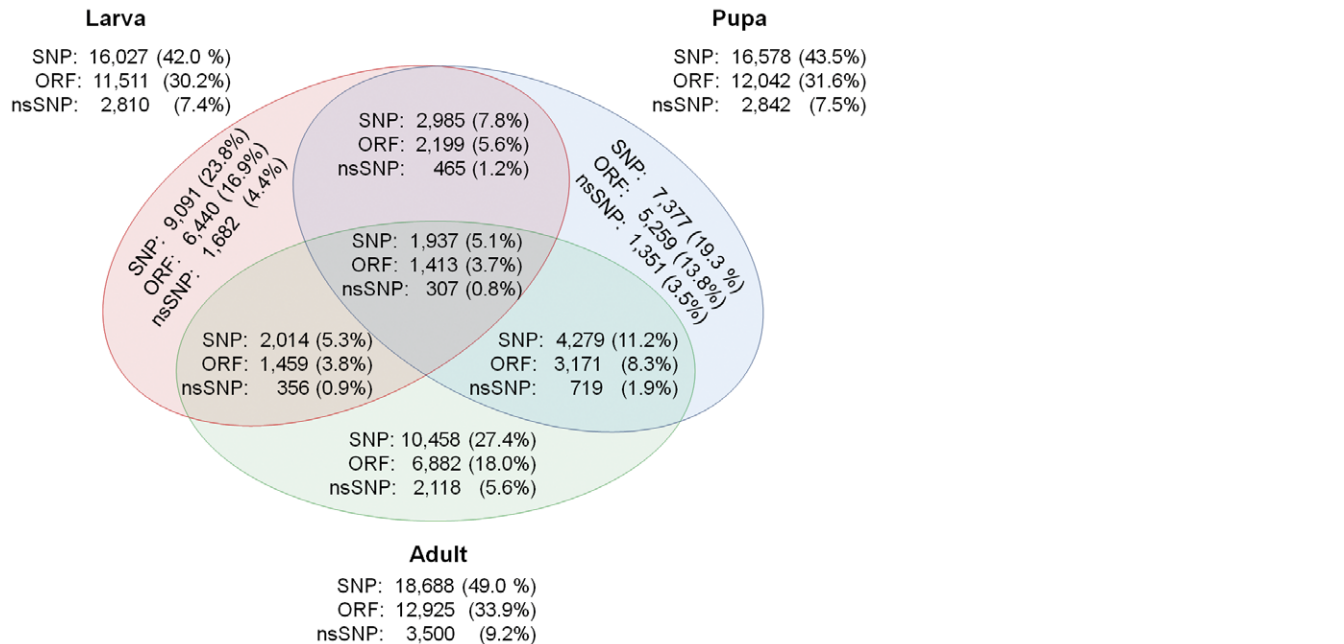 Larva
SNP: 16,027 (42.0 %)
ORF: 11,511 (30.2%)
nsSNP: 2,810 (7.4%)
Pupa
SNP: 16,578 (43.5%)
ORF: 12,042 (31.6%)
nsSNP: 2,842 (7.5%)
SNP: 2,985 (7.8%)
ORF: 2,199 (5.6%)
nsSNP: 465 (1.2%)
SNP: 9,091 (23.8%)
ORF: 6,440 (16.9%)
nsSNP: 1,682 (4.4%)
SNP: 7,377 (19.3 %)
ORF: 5,259 (13.8%)
nsSNP: 1,351 (3.5%)
SNP: 1,937 (5.1%)
ORF: 1,413 (3.7%)
nsSNP: 307 (0.8%)
SNP: 2,014 (5.3%)
ORF: 1,459 (3.8%)
nsSNP: 356 (0.9%)
SNP: 4,279 (11.2%)
ORF: 3,171 (8.3%)
nsSNP: 719 (1.9%)
SNP: 10,458 (27.4%)
ORF: 6,882 (18.0%)
nsSNP: 2,118 (5.6%)
Adult
SNP: 18,688 (49.0 %)
ORF: 12,925 (33.9%)
nsSNP: 3,500 (9.2%)